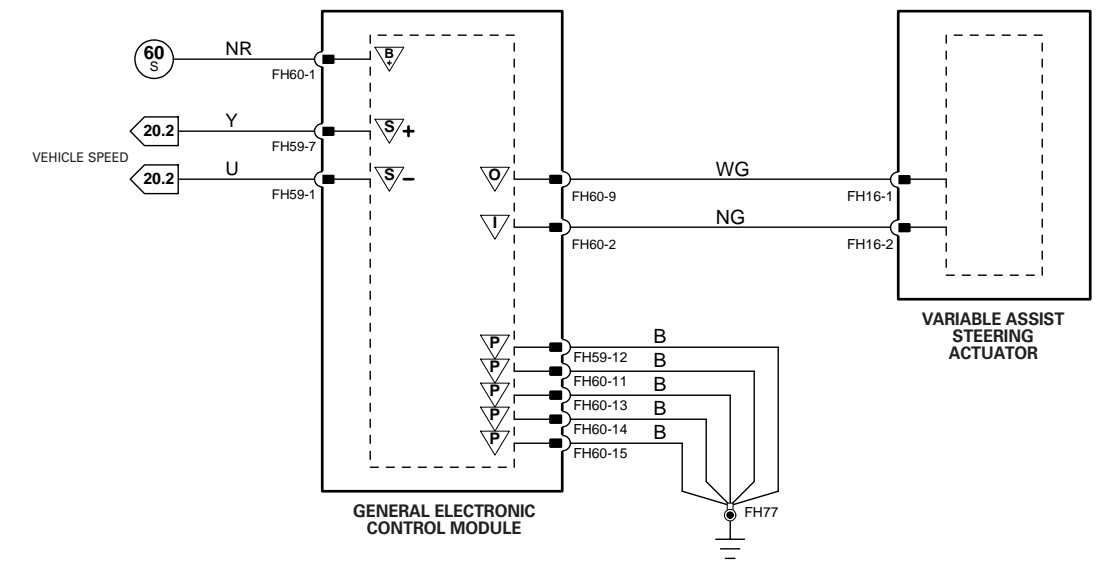 60
S
NR
FH60-1
B
+
20.2
Y
FH59-7
S
+
VEHICLE SPEED
20.2
U
FH59-1
S
–
O
FH60-9
WG
FH16-1
I
FH60-2
NG
FH16-2
VARIABLE ASSIST
STEERING
ACTUATOR
P
FH59-12
B
P
FH60-11
B
P
FH60-13
B
P
FH60-14
B
P
FH60-15
B
FH77
GENERAL ELECTRONIC
CONTROL MODULE